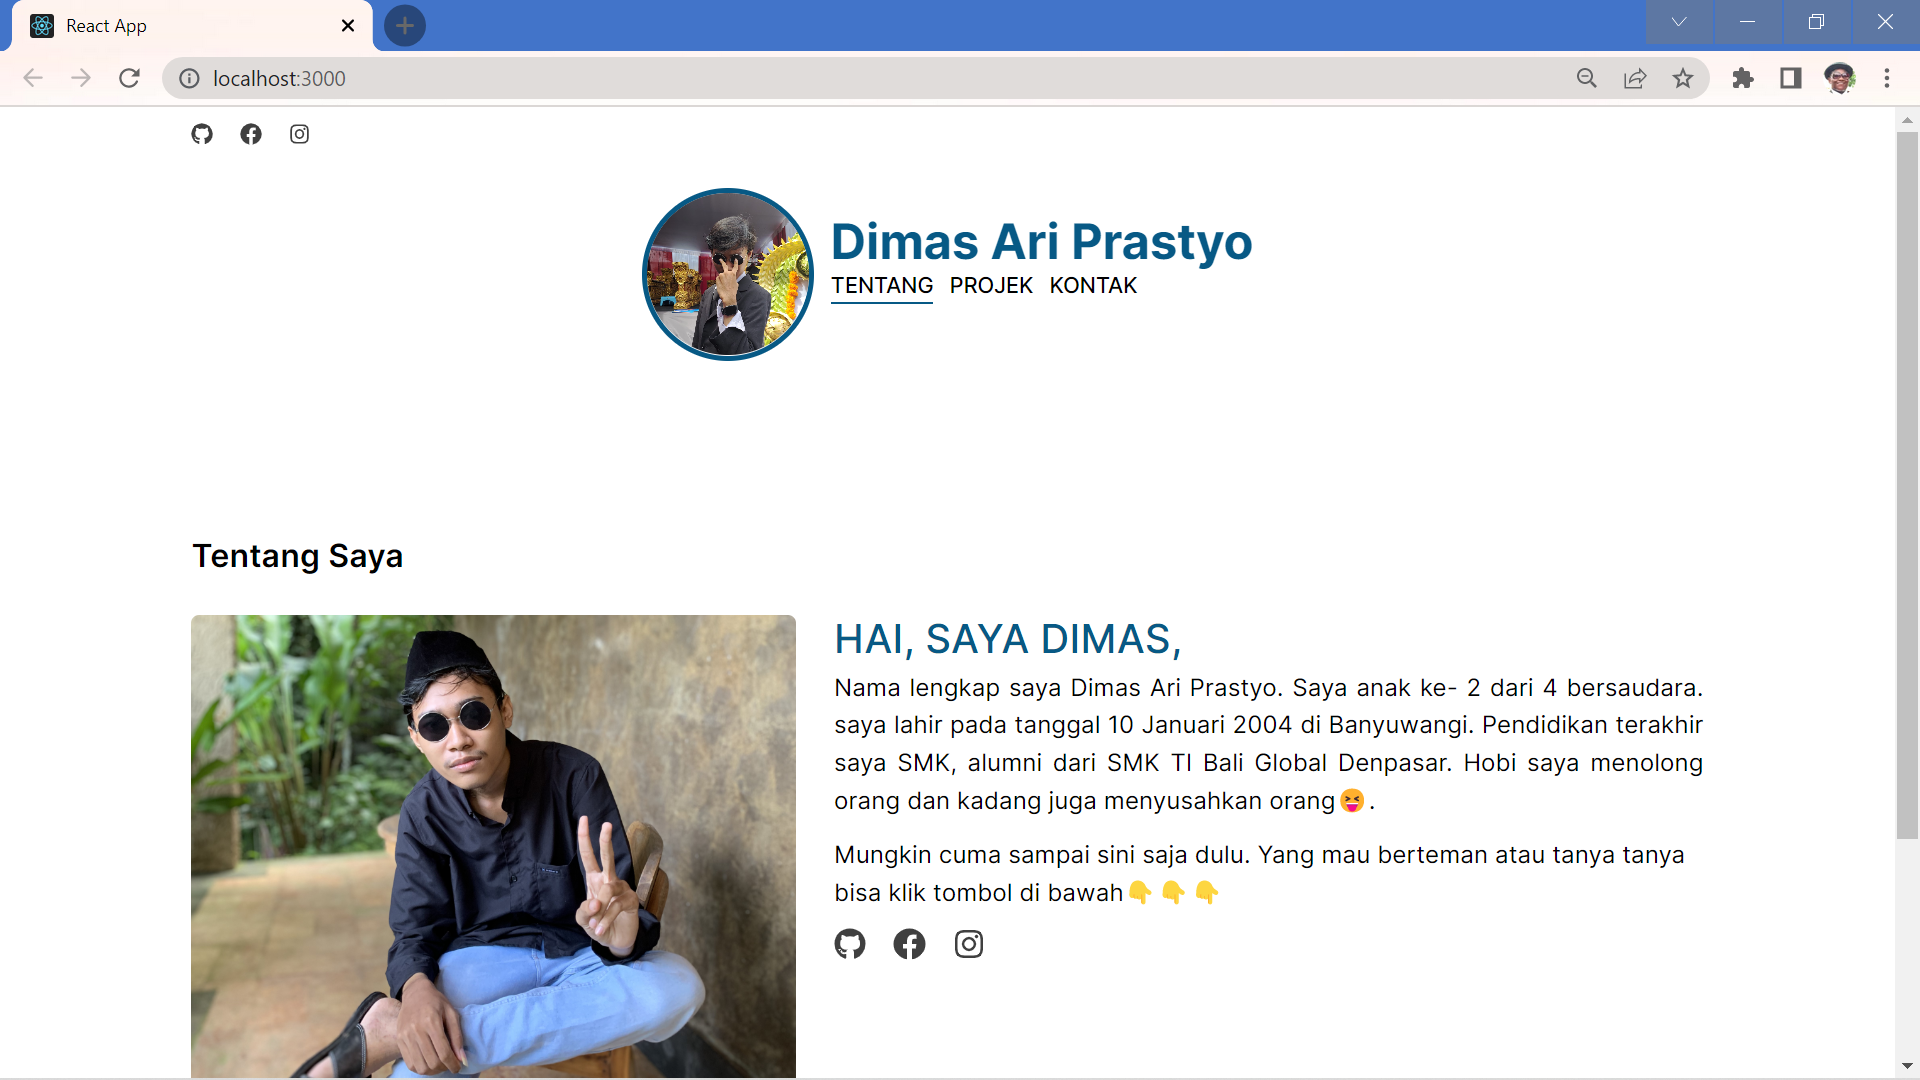 React App
localhost:3000
Dimas Ari Prastyo
TENTANG PROJEK KONTAK
Tentang Saya
HAI, SAYA DIMAS,
Nama lengkap saya Dimas Ari Prastyo. Saya anak ke- 2 dari 4 bersaudara.
saya lahir pada tanggal 10 Januari 2004 di Banyuwangi. Pendidikan terakhir
saya SMK, alumni dari SMK TI Bali Global Denpasar. Hobi saya menolong
orang dan kadang juga menyusahkan orang😝.
Mungkin cuma sampai sini saja dulu. Yang mau berteman atau tanya tanya
bisa klik tombol di bawah👇👇👇